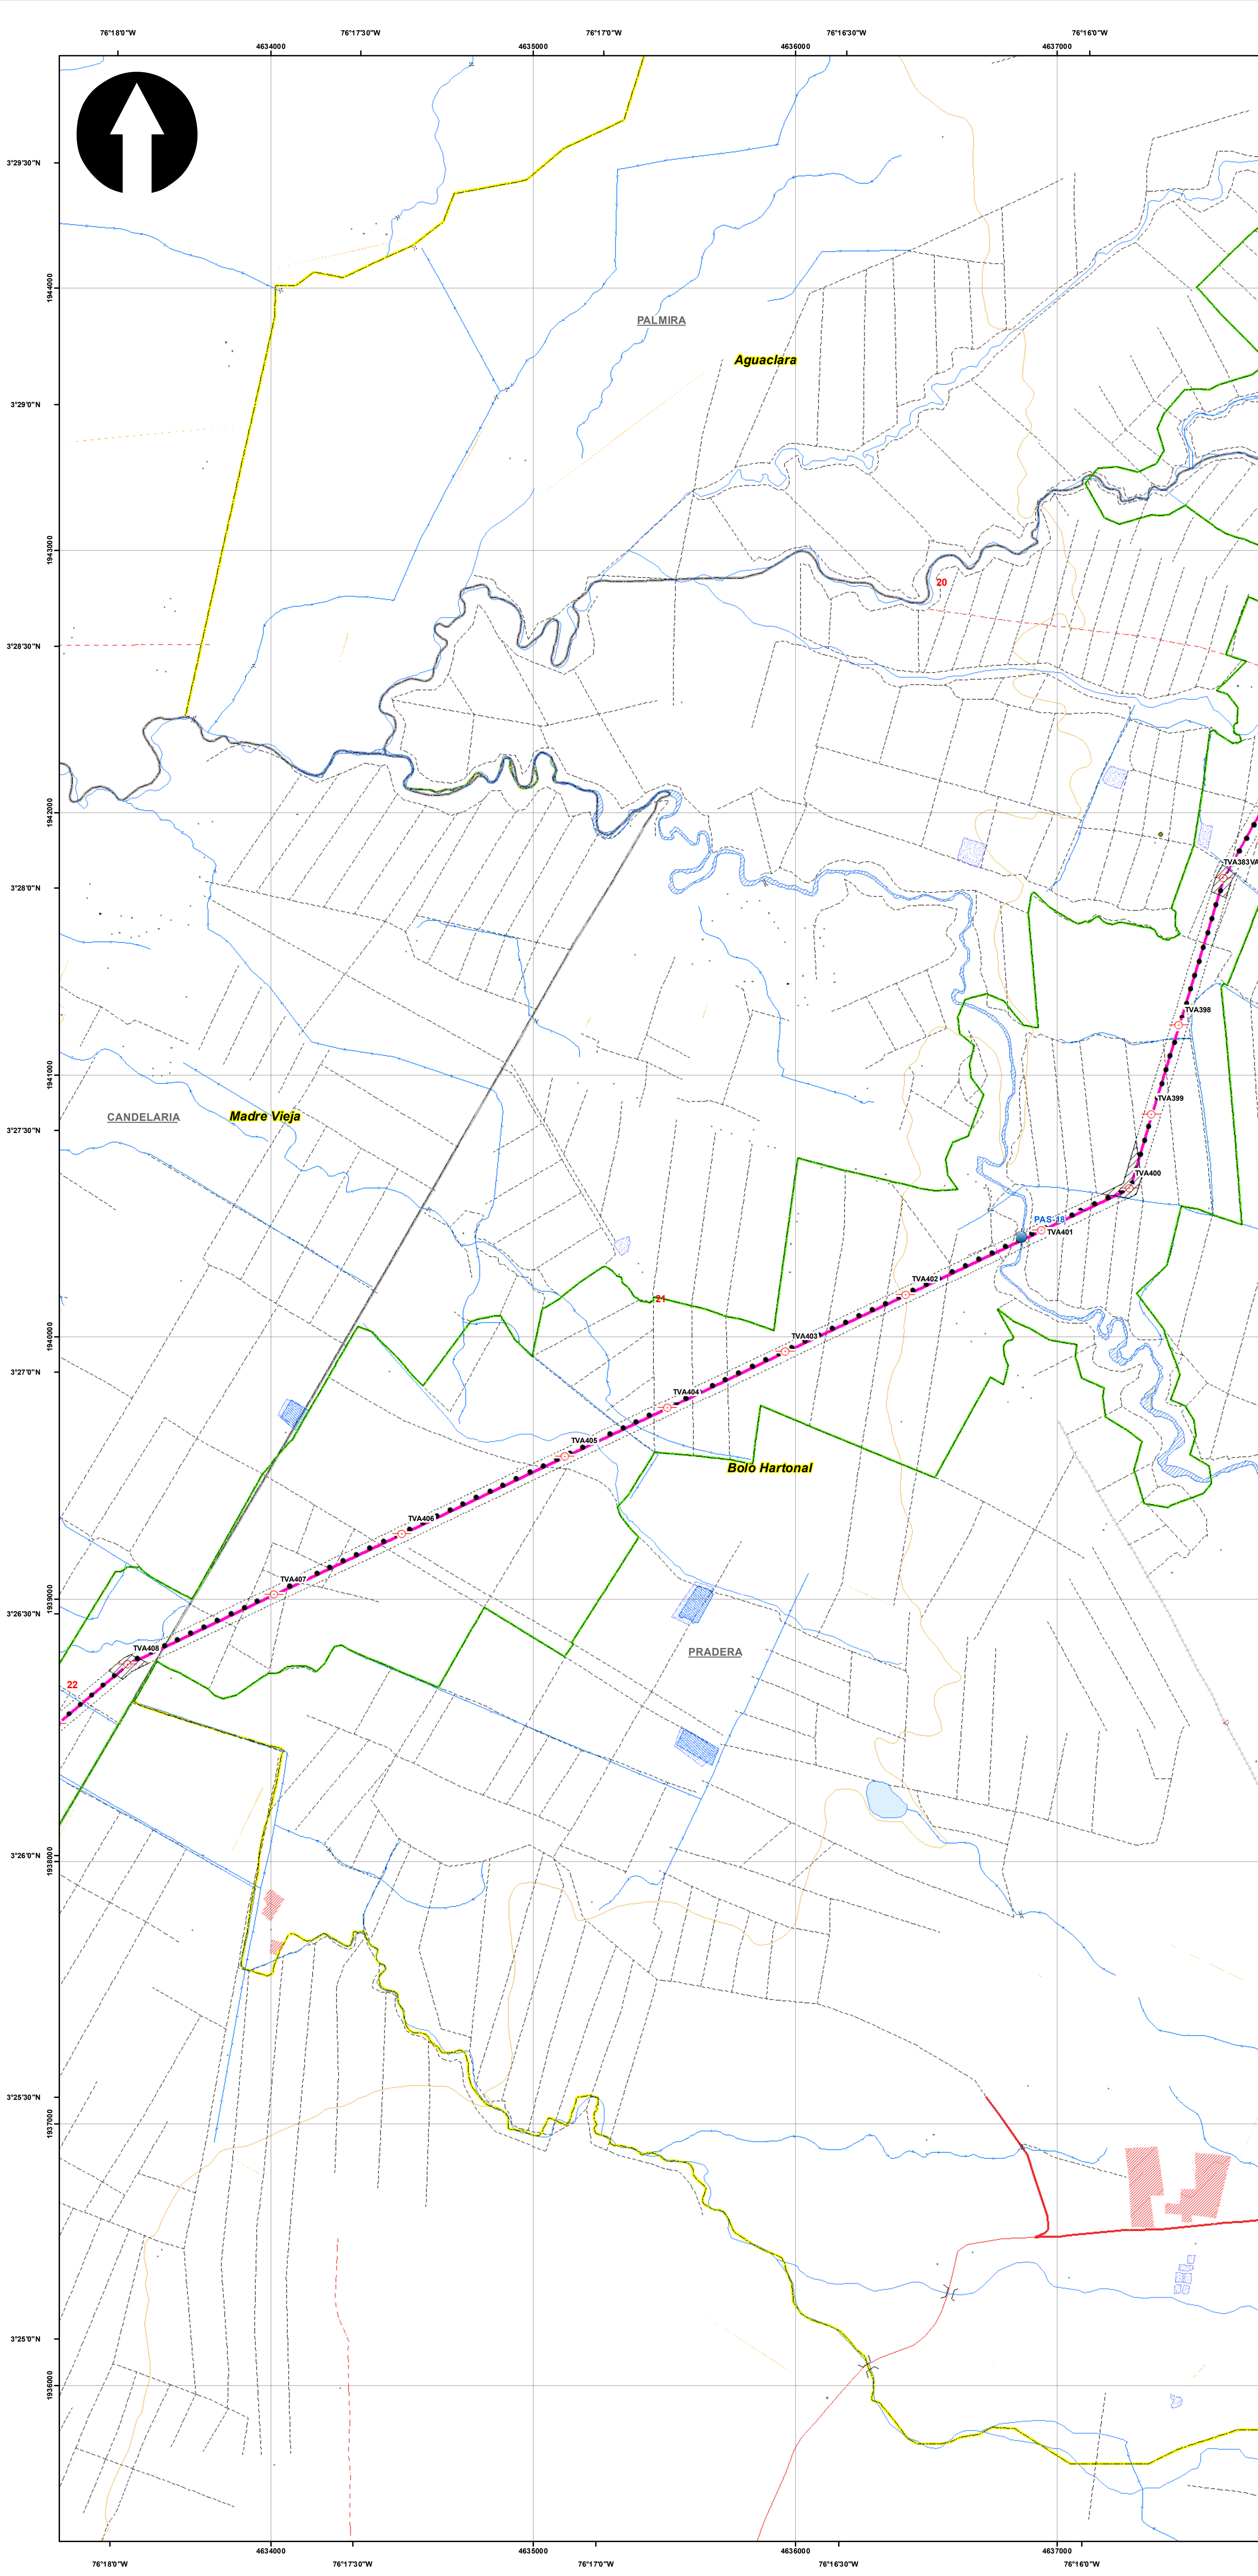 76°18'0"W 76°17'30"W 76°17'0"W 76°16'30"W 76°16'0"W
4634000 4635000 4636000 4637000
3°29'30"N
1944000
PALMIRA
Aguaclara
3°29'0"N
1943000
20
3°28'30"N
1942000
TVA383VA
3°28'0"N
TVA398
1941000
TVA399
CANDELARIA
Madre Vieja
3°27'30"N
TVA400
PAS-18
TVA401
TVA402
21
1940000
TVA403
3°27'0"N
TVA404
TVA405
Bolo Hartonal
TVA406
TVA407
1939000
3°26'30"N
TVA408
PRADERA
22
1938000
3°26'0"N
3°25'30"N
1937000
3°25'0"N
1936000
4634000 4635000 4636000 4637000
76°18'0"W 76°17'30"W 76°17'0"W 76°16'30"W 76°16'0"W